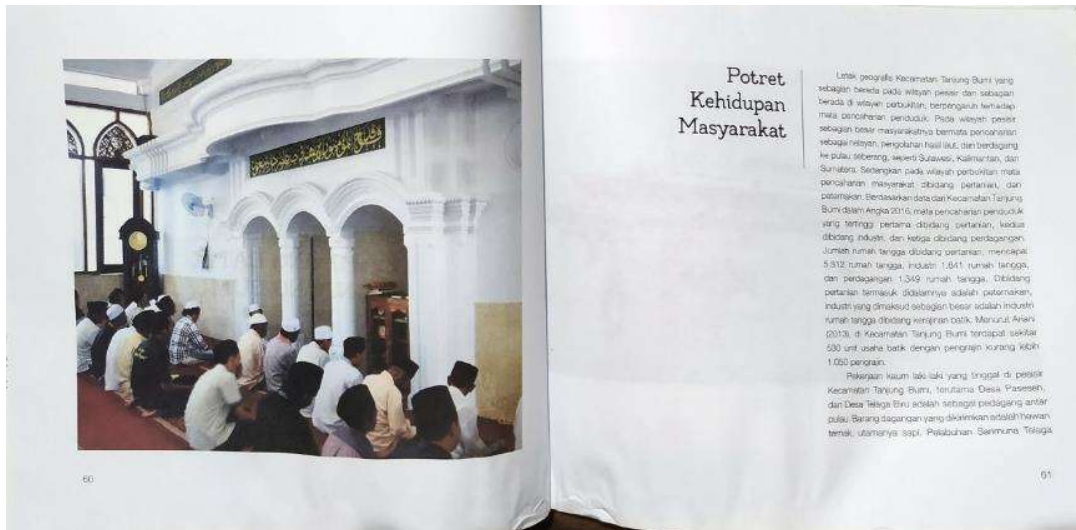 60
Potret
Kehidupan
Masyarakat
Letak geografis Kecamatan Tanjung Bumi yang
sebagian berada pada wilayah pesisir dan sebagian
berada di wilayah perbukitan, berpengaruh terhadap
mata pencaharian penduduk. Pada wilayah pesisir
sebagian besar masyarakatnya bermata pencaharian
sebagai nelayan, pengolahan hasil laut, dan berdagang
ke pulau seberang, seperti Sulawesi, Kalimantan, dan
Sumatera. Sedangkan pada wilayah perbukitan mata
pencaharian masyarakat dibidang pertanian, dan
peternakan. Berdasarkan data dari Kecamatan Tanjung
Bumi dalam Angka 2016, mata pencaharian penduduk
yang tertinggi pertama dibidang pertanian, kedua
dibidang industri, dan ketiga dibidang perdagangan.
Jumlah rumah tangga dibidang pertanian, mencapai
5.912 rumah tangga, industri 1.641 rumah tangga,
dan perdagangan 1.349 rumah tangga. Dibidang
pertanian termasuk didalamnya adalah peternakan,
industri yang dimaksud sebagian besar adalah industri
rumah tangga dibidang kerajinan batik. Menurut Ariani
(2013), di Kecamatan Tanjung Bumi terdapat sekitar
530 unit usaha batik dengan pengrajin kurang lebih
1.050 pengrajin.
Pekerjaan kaum laki-laki yang tinggal di pesisir
Kecamatan Tanjung Bumi, terutama Desa Paseseh,
dan Desa Telaga Biru adalah sebagai pedagang antar
pulau. Barang dagangan yang dikirimkan adalah hewan
ternak, utamanya sapi. Pelabuhan Sarimuna Telaga
61